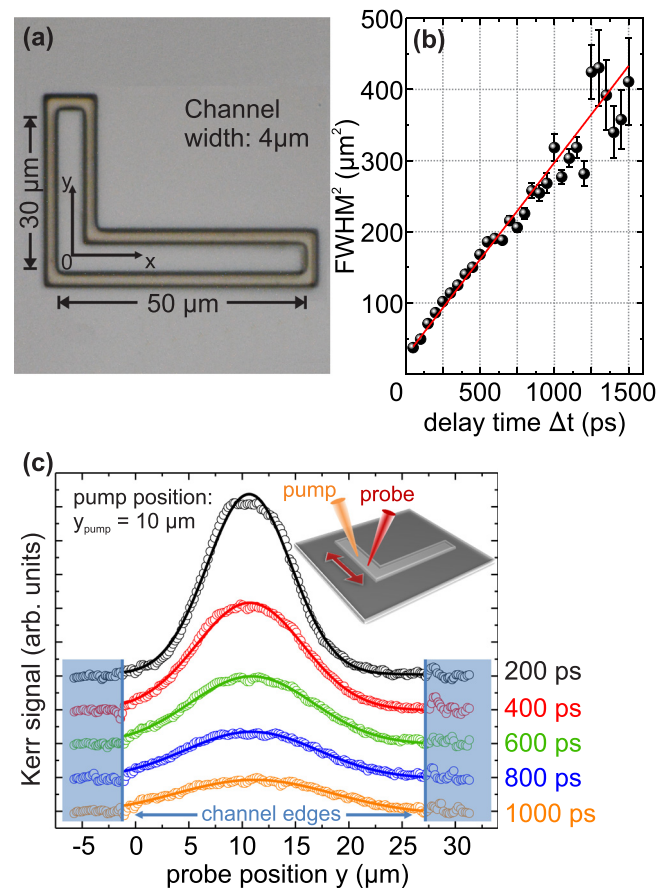 (a)
Channel
width: 4µm
30 µm
y
0
x
50 µm
(b)
FWHM² (µm²)
500
400
300
200
100
0
500
1000
1500
delay time Δt (ps)
(c)
pump position:
y_pump = 10 µm
pump
probe
Kerr signal (arb. units)
200 ps
400 ps
600 ps
800 ps
1000 ps
channel edges
-5
0
5
10
15
20
25
30
probe position y (µm)